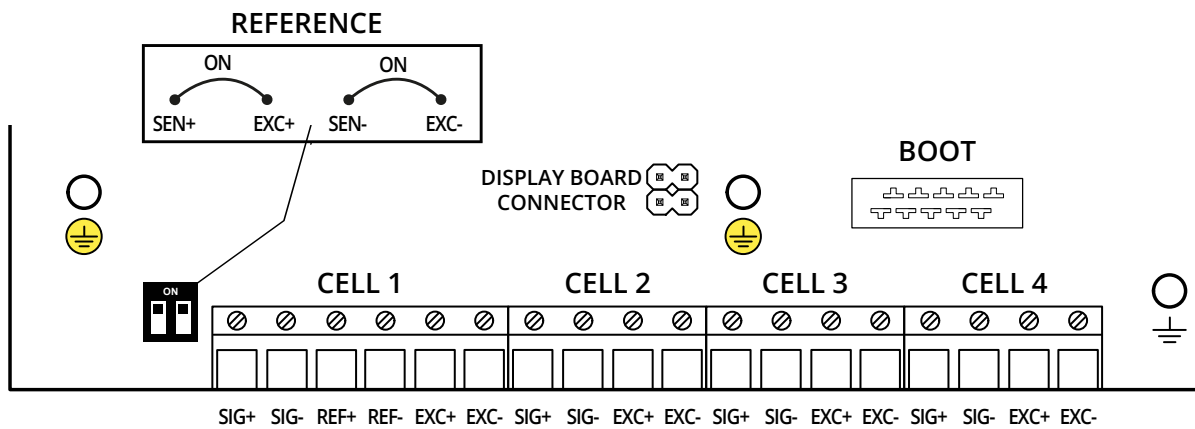 REFERENCE
ON ON
SEN+ EXC+ SEN- EXC-
BOOT
DISPLAY BOARD
CONNECTOR
ON
CELL 1 CELL 2 CELL 3 CELL 4
SIG+ SIG- REF+ REF- EXC+ EXC- SIG+ SIG- EXC+ EXC- SIG+ SIG- EXC+ EXC- SIG+ SIG- EXC+ EXC-